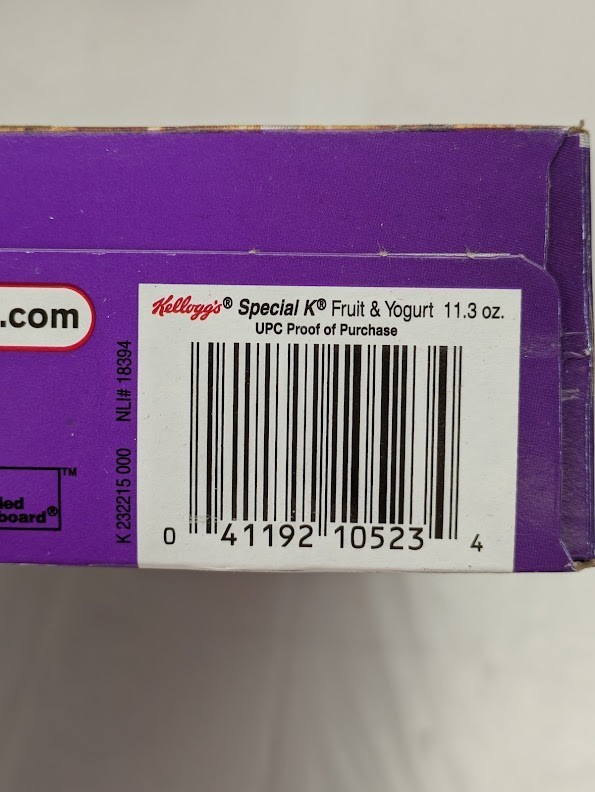 Kellogg's® Special K® Fruit & Yogurt 11.3 oz.
UPC Proof of Purchase
0 41192 10523 4
K 232215 000 NLI# 18394
.com
TM
board®